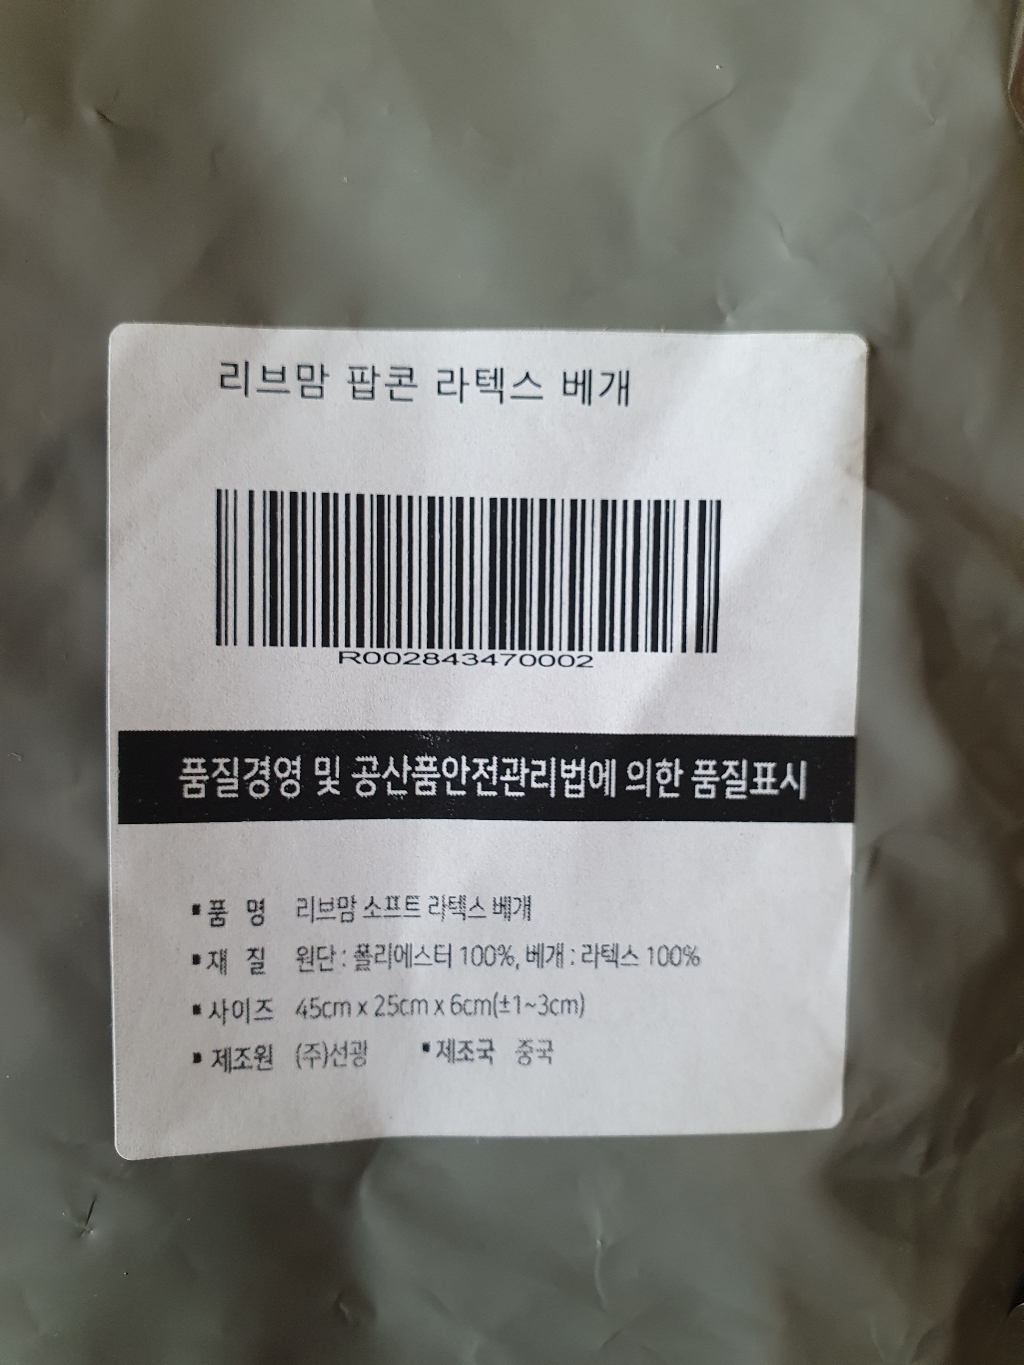 리브맘 팝콘 라텍스 베개
R002843470002
품질경영 및 공산품안전관리법에 의한 품질표시
▪품 명 리브맘 소프트 라텍스 베개
▪재 질 원단 : 폴리에스터 100%, 베개 : 라텍스 100%
▪사이즈 45cm x 25cm x 6cm(±1~3cm)
▪제조원 (주)선광 ▪제조국 중국